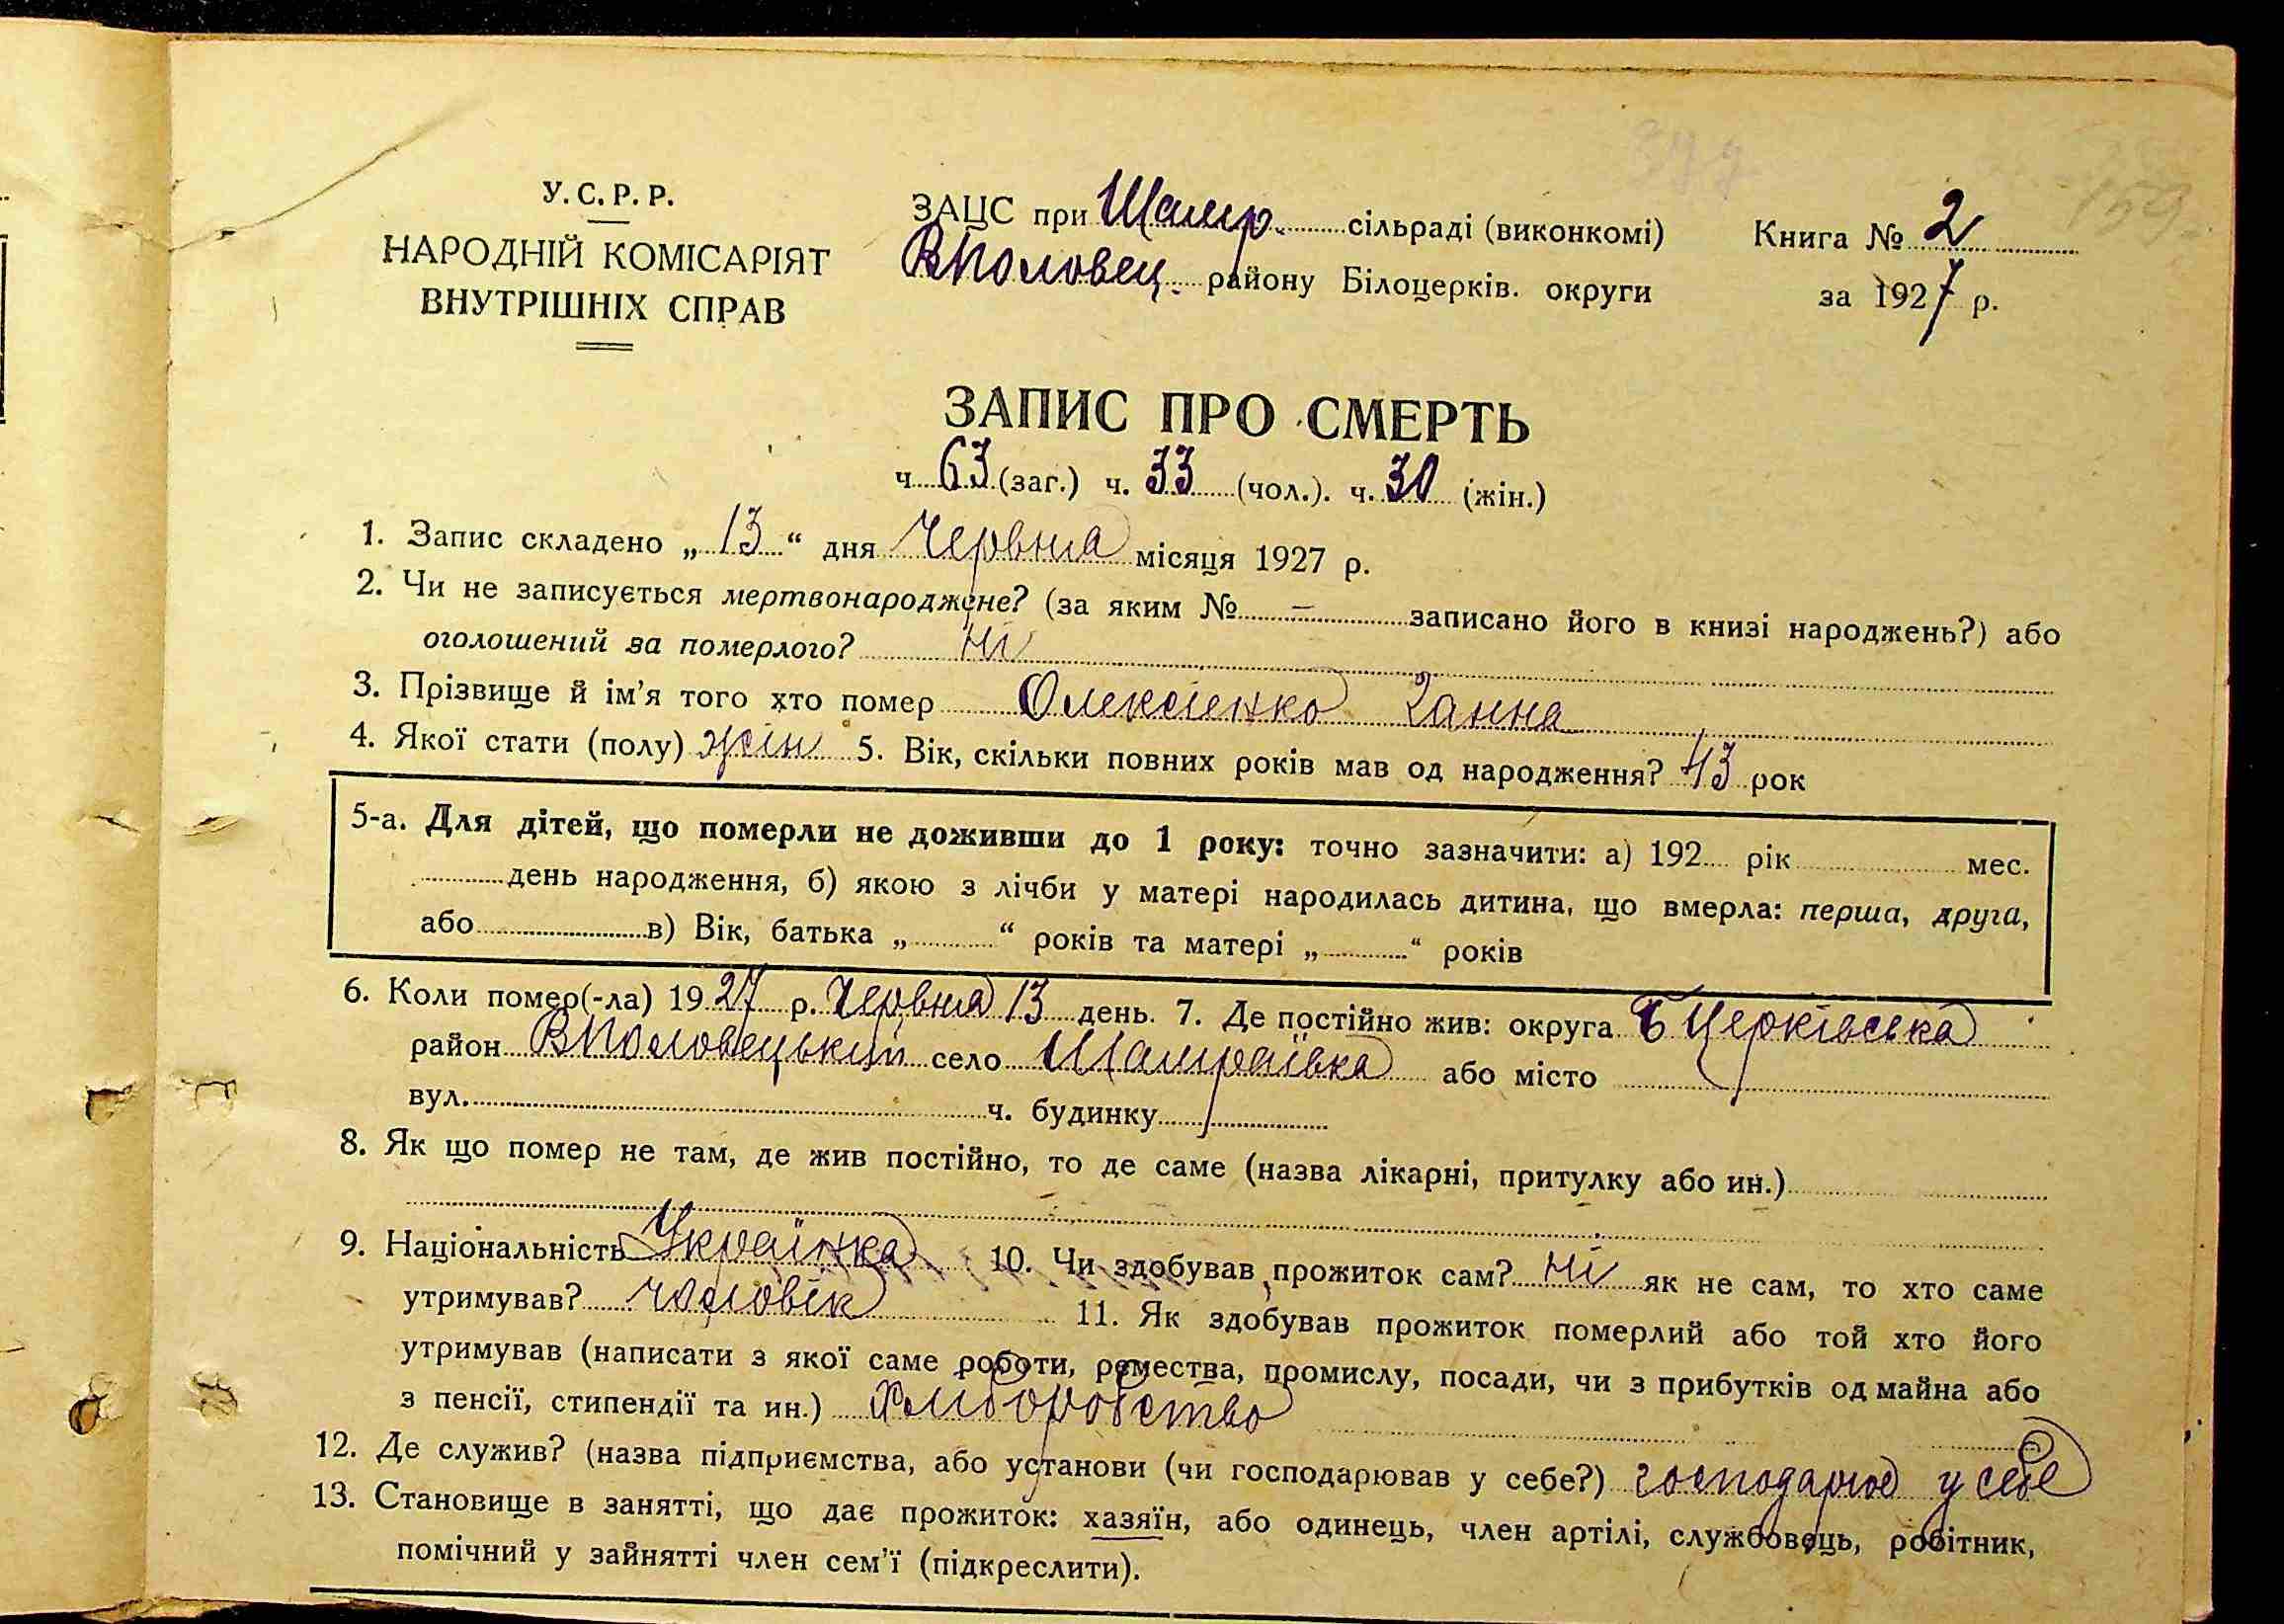 377
159
У. С. Р. Р.
НАРОДНІЙ КОМІСАРІЯТ
ВНУТРІШНІХ СПРАВ
ЗАЦС при Шамр. сільраді (виконкомі)
ВПоловец. району Білоцерків. округи
Книга № 2
за 1927 р.
ЗАПИС ПРО СМЕРТЬ
ч 63 (заг.) ч. 33 (чол.). ч. 30 (жін.)
1. Запис складено „ 13 “ дня Червня місяця 1927 р.
2. Чи не записується мертвонароджене? (за яким № — записано його в книзі народжень?) або
оголошений за померлого? ні
3. Прізвище й ім’я того хто помер Олексієнко Ганна
4. Якої стати (полу) жін 5. Вік, скільки повних років мав од народження? 43 рок
5-а. Для дітей, що померли не доживши до 1 року: точно зазначити: а) 192 рік мес.
день народження, б) якою з лічби у матері народилась дитина, що вмерла: перша, друга,
або в) Вік, батька „ “ років та матері „ “ років
6. Коли помер(-ла) 1927 р. Червня 13 день. 7. Де постійно жив: округа БЦерківська
район ВПоловецький село Шамраївка або місто
вул. ч. будинку
8. Як що помер не там, де жив постійно, то де саме (назва лікарні, притулку або ин.)
9. Національність Українка 10. Чи здобував прожиток сам? ні як не сам, то хто саме
утримував? чоловік 11. Як здобував прожиток померлий або той хто його
утримував (написати з якої саме роботи, ремества, промислу, посади, чи з прибутків од майна або
з пенсії, стипендії та ин.) Хліборобство
12. Де служив? (назва підприємства, або установи (чи господарював у себе?) господарюв у себе
13. Становище в занятті, що дає прожиток: хазяїн, або одинець, член артілі, службовець, робітник,
помічний у зайнятті член сем’ї (підкреслити).